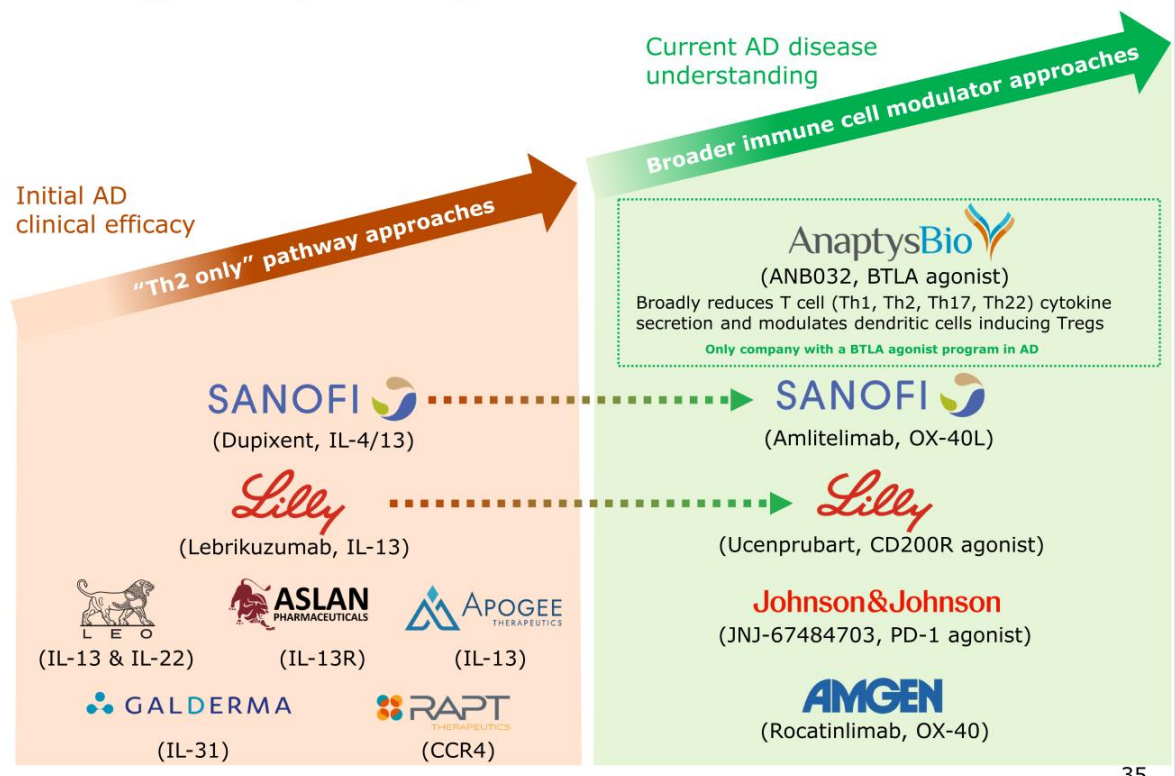 Current AD disease
understanding
Broader immune cell modulator approaches
Initial AD
clinical efficacy
“Th2 only” pathway approaches
AnaptysBio
(ANB032, BTLA agonist)
Broadly reduces T cell (Th1, Th2, Th17, Th22) cytokine
secretion and modulates dendritic cells inducing Tregs
Only company with a BTLA agonist program in AD
SANOFI
(Dupixent, IL-4/13)
SANOFI
(Amlitelimab, OX-40L)
Lilly
(Lebrikuzumab, IL-13)
Lilly
(Ucenprubart, CD200R agonist)
LEO
(IL-13 & IL-22)
ASLAN
PHARMACEUTICALS
(IL-13R)
APOGEE
THERAPEUTICS
(IL-13)
Johnson&Johnson
(JNJ-67484703, PD-1 agonist)
GALDERMA
(IL-31)
RAPT
THERAPEUTICS
(CCR4)
AMGEN
(Rocatinlimab, OX-40)
35